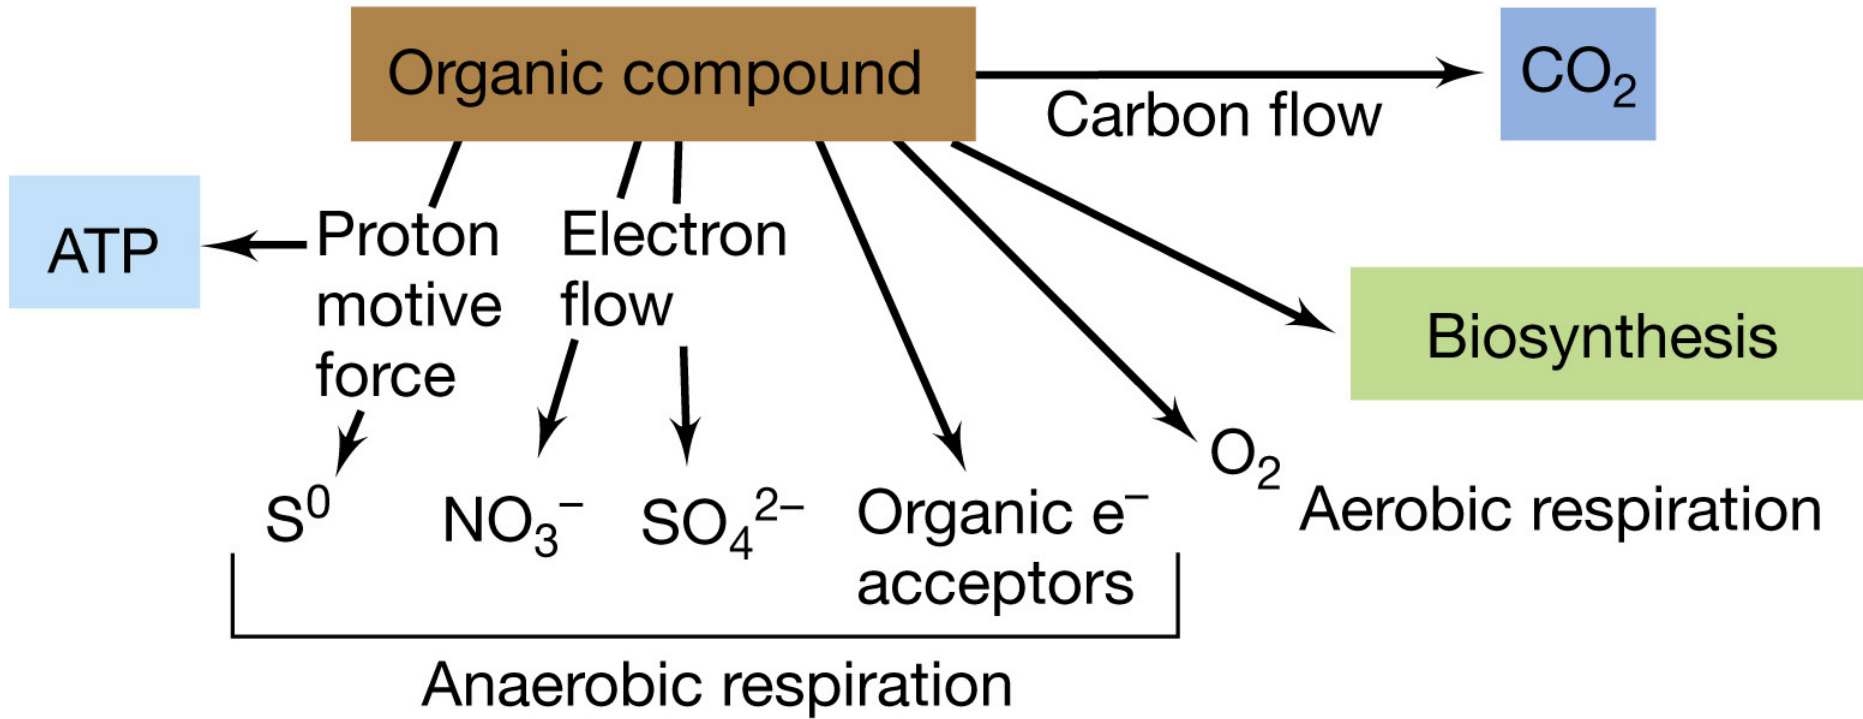 Organic compound
CO₂
Carbon flow
ATP
Proton
motive
force
Electron
flow
Biosynthesis
S⁰
NO₃⁻
SO₄²⁻
Organic e⁻
acceptors
O₂
Aerobic respiration
Anaerobic respiration